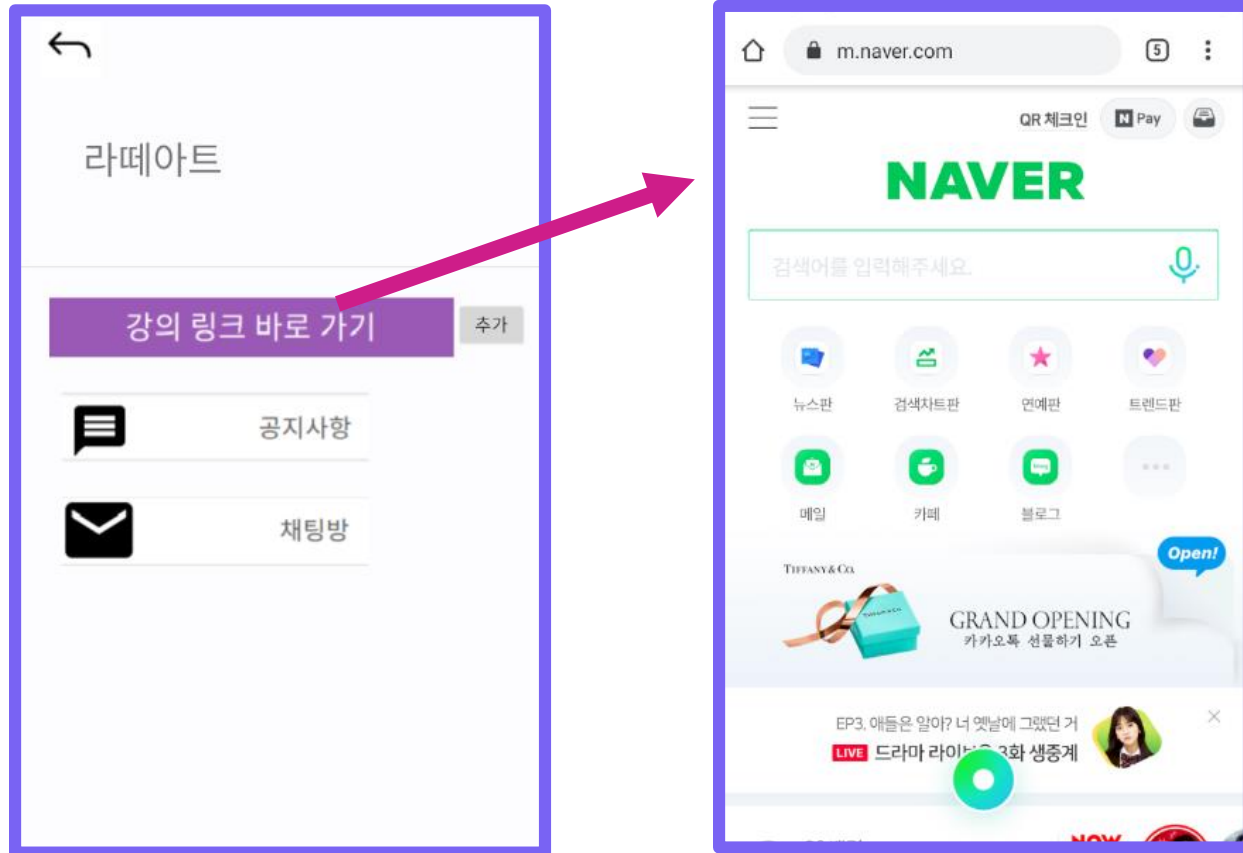 라떼아트
강의 링크 바로 가기
추가
공지사항
채팅방
m.naver.com
5
QR 체크인
N Pay
NAVER
검색어를 입력해주세요.
뉴스판
검색차트판
연예판
트렌드판
메일
카페
블로그
Open!
TIFFANY & CO.
GRAND OPENING
카카오톡 선물하기 오픈
EP3. 애들은 알아? 너 옛날에 그랬던 거
LIVE 드라마 3화 생중계
NOW